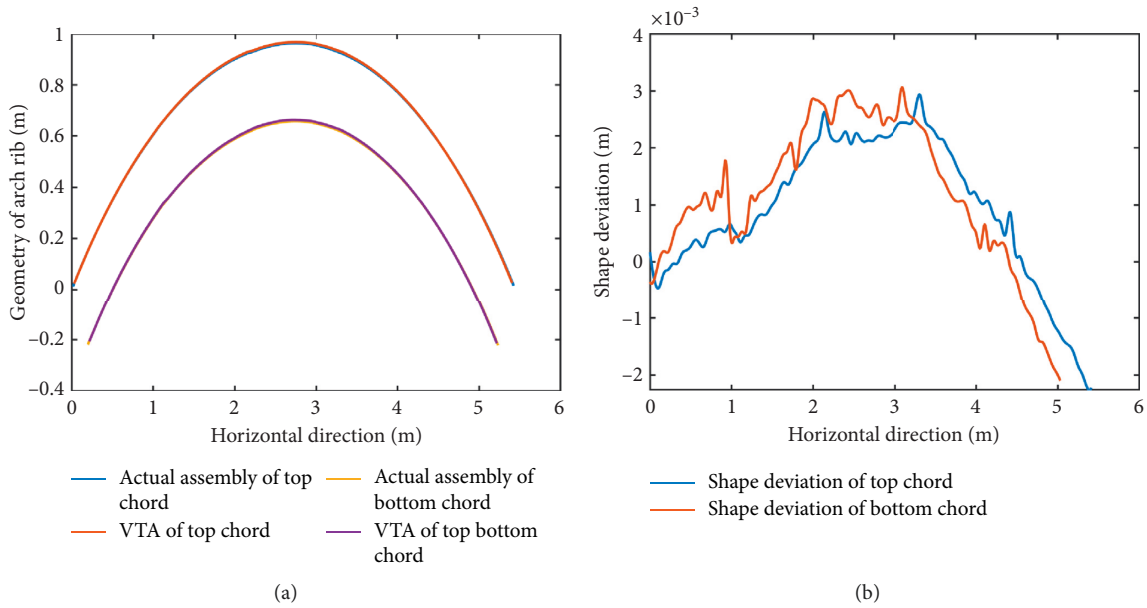 1
0.8
0.6
0.4
0.2
0
–0.2
–0.4
Geometry of arch rib (m)
0 1 2 3 4 5 6
Horizontal direction (m)
Actual assembly of top
chord
VTA of top chord
Actual assembly of
bottom chord
VTA of top bottom
chord
(a)
×10⁻³
4
3
2
1
0
–1
–2
Shape deviation (m)
0 1 2 3 4 5 6
Horizontal direction (m)
Shape deviation of top chord
Shape deviation of bottom chord
(b)